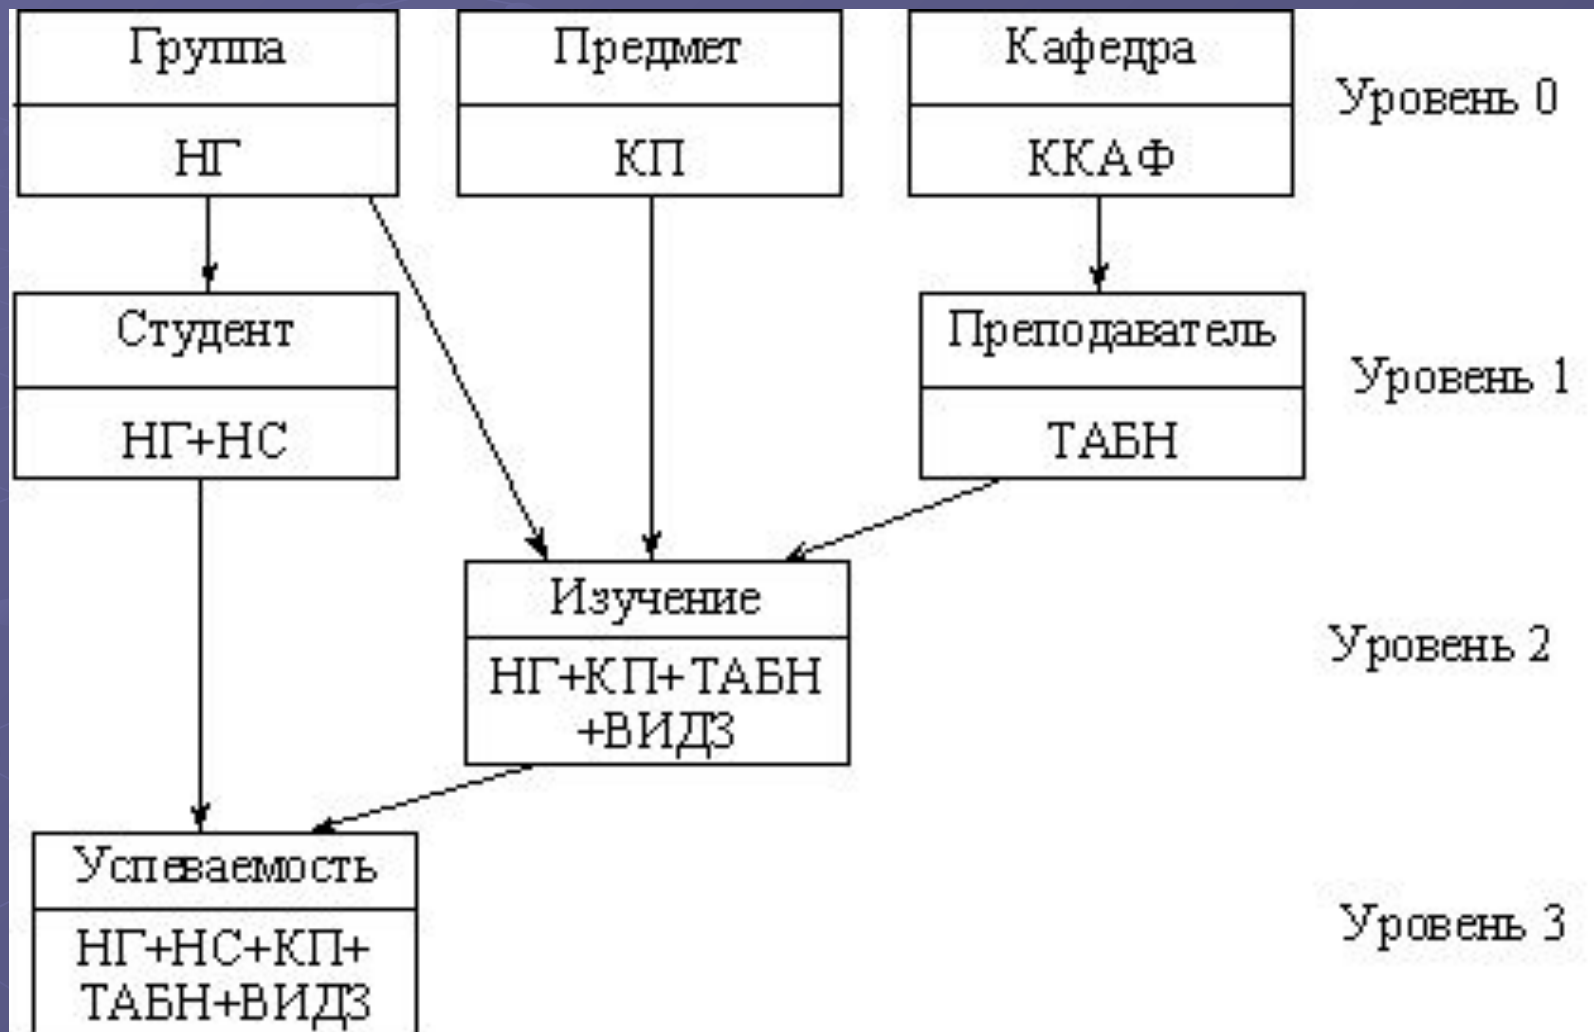 Группа
НГ
Предмет
КП
Кафедра
ККАФ
Уровень 0
Студент
НГ+НС
Преподаватель
ТАБН
Уровень 1
Изучение
НГ+КП+ТАБН
+ВИДЗ
Уровень 2
Успеваемость
НГ+НС+КП+
ТАБН+ВИДЗ
Уровень 3